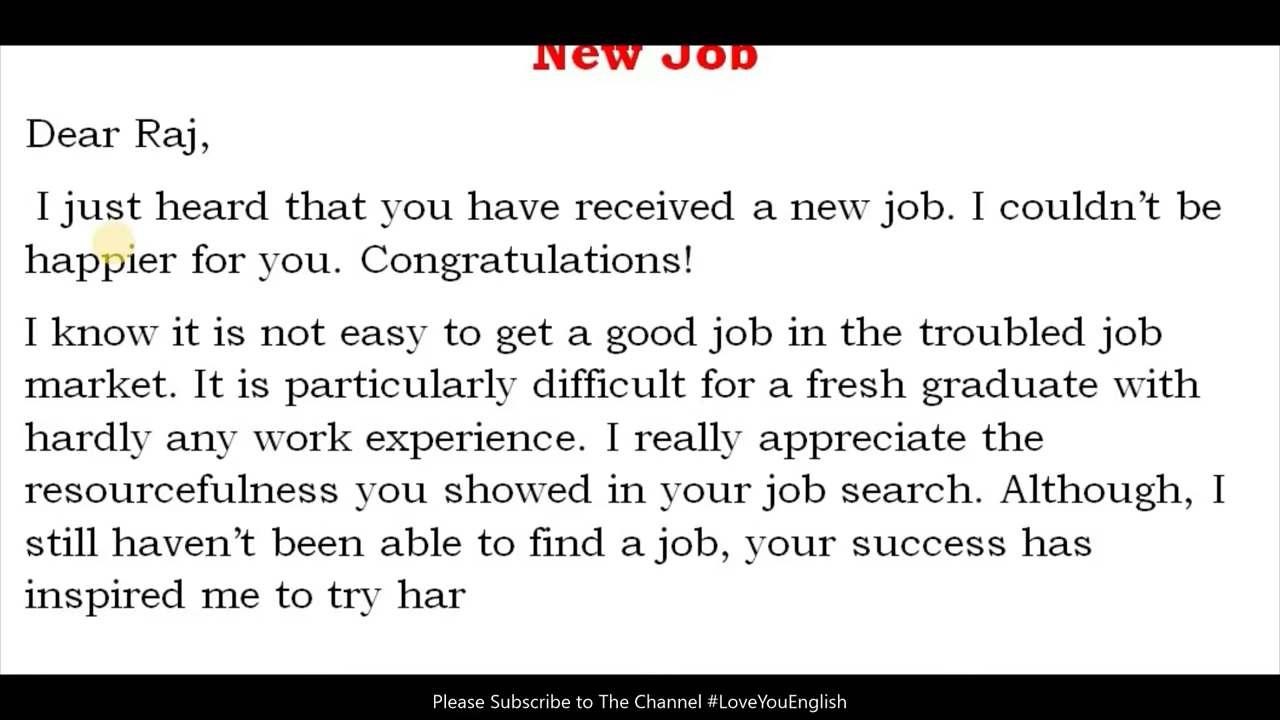 New Job
Dear Raj,
I just heard that you have received a new job. I couldn't be
happier for you. Congratulations!
I know it is not easy to get a good job in the troubled job
market. It is particularly difficult for a fresh graduate with
hardly any work experience. I really appreciate the
resourcefulness you showed in your job search. Although, I
still haven't been able to find a job, your success has
inspired me to try har
Please Subscribe to The Channel #LoveYouEnglish